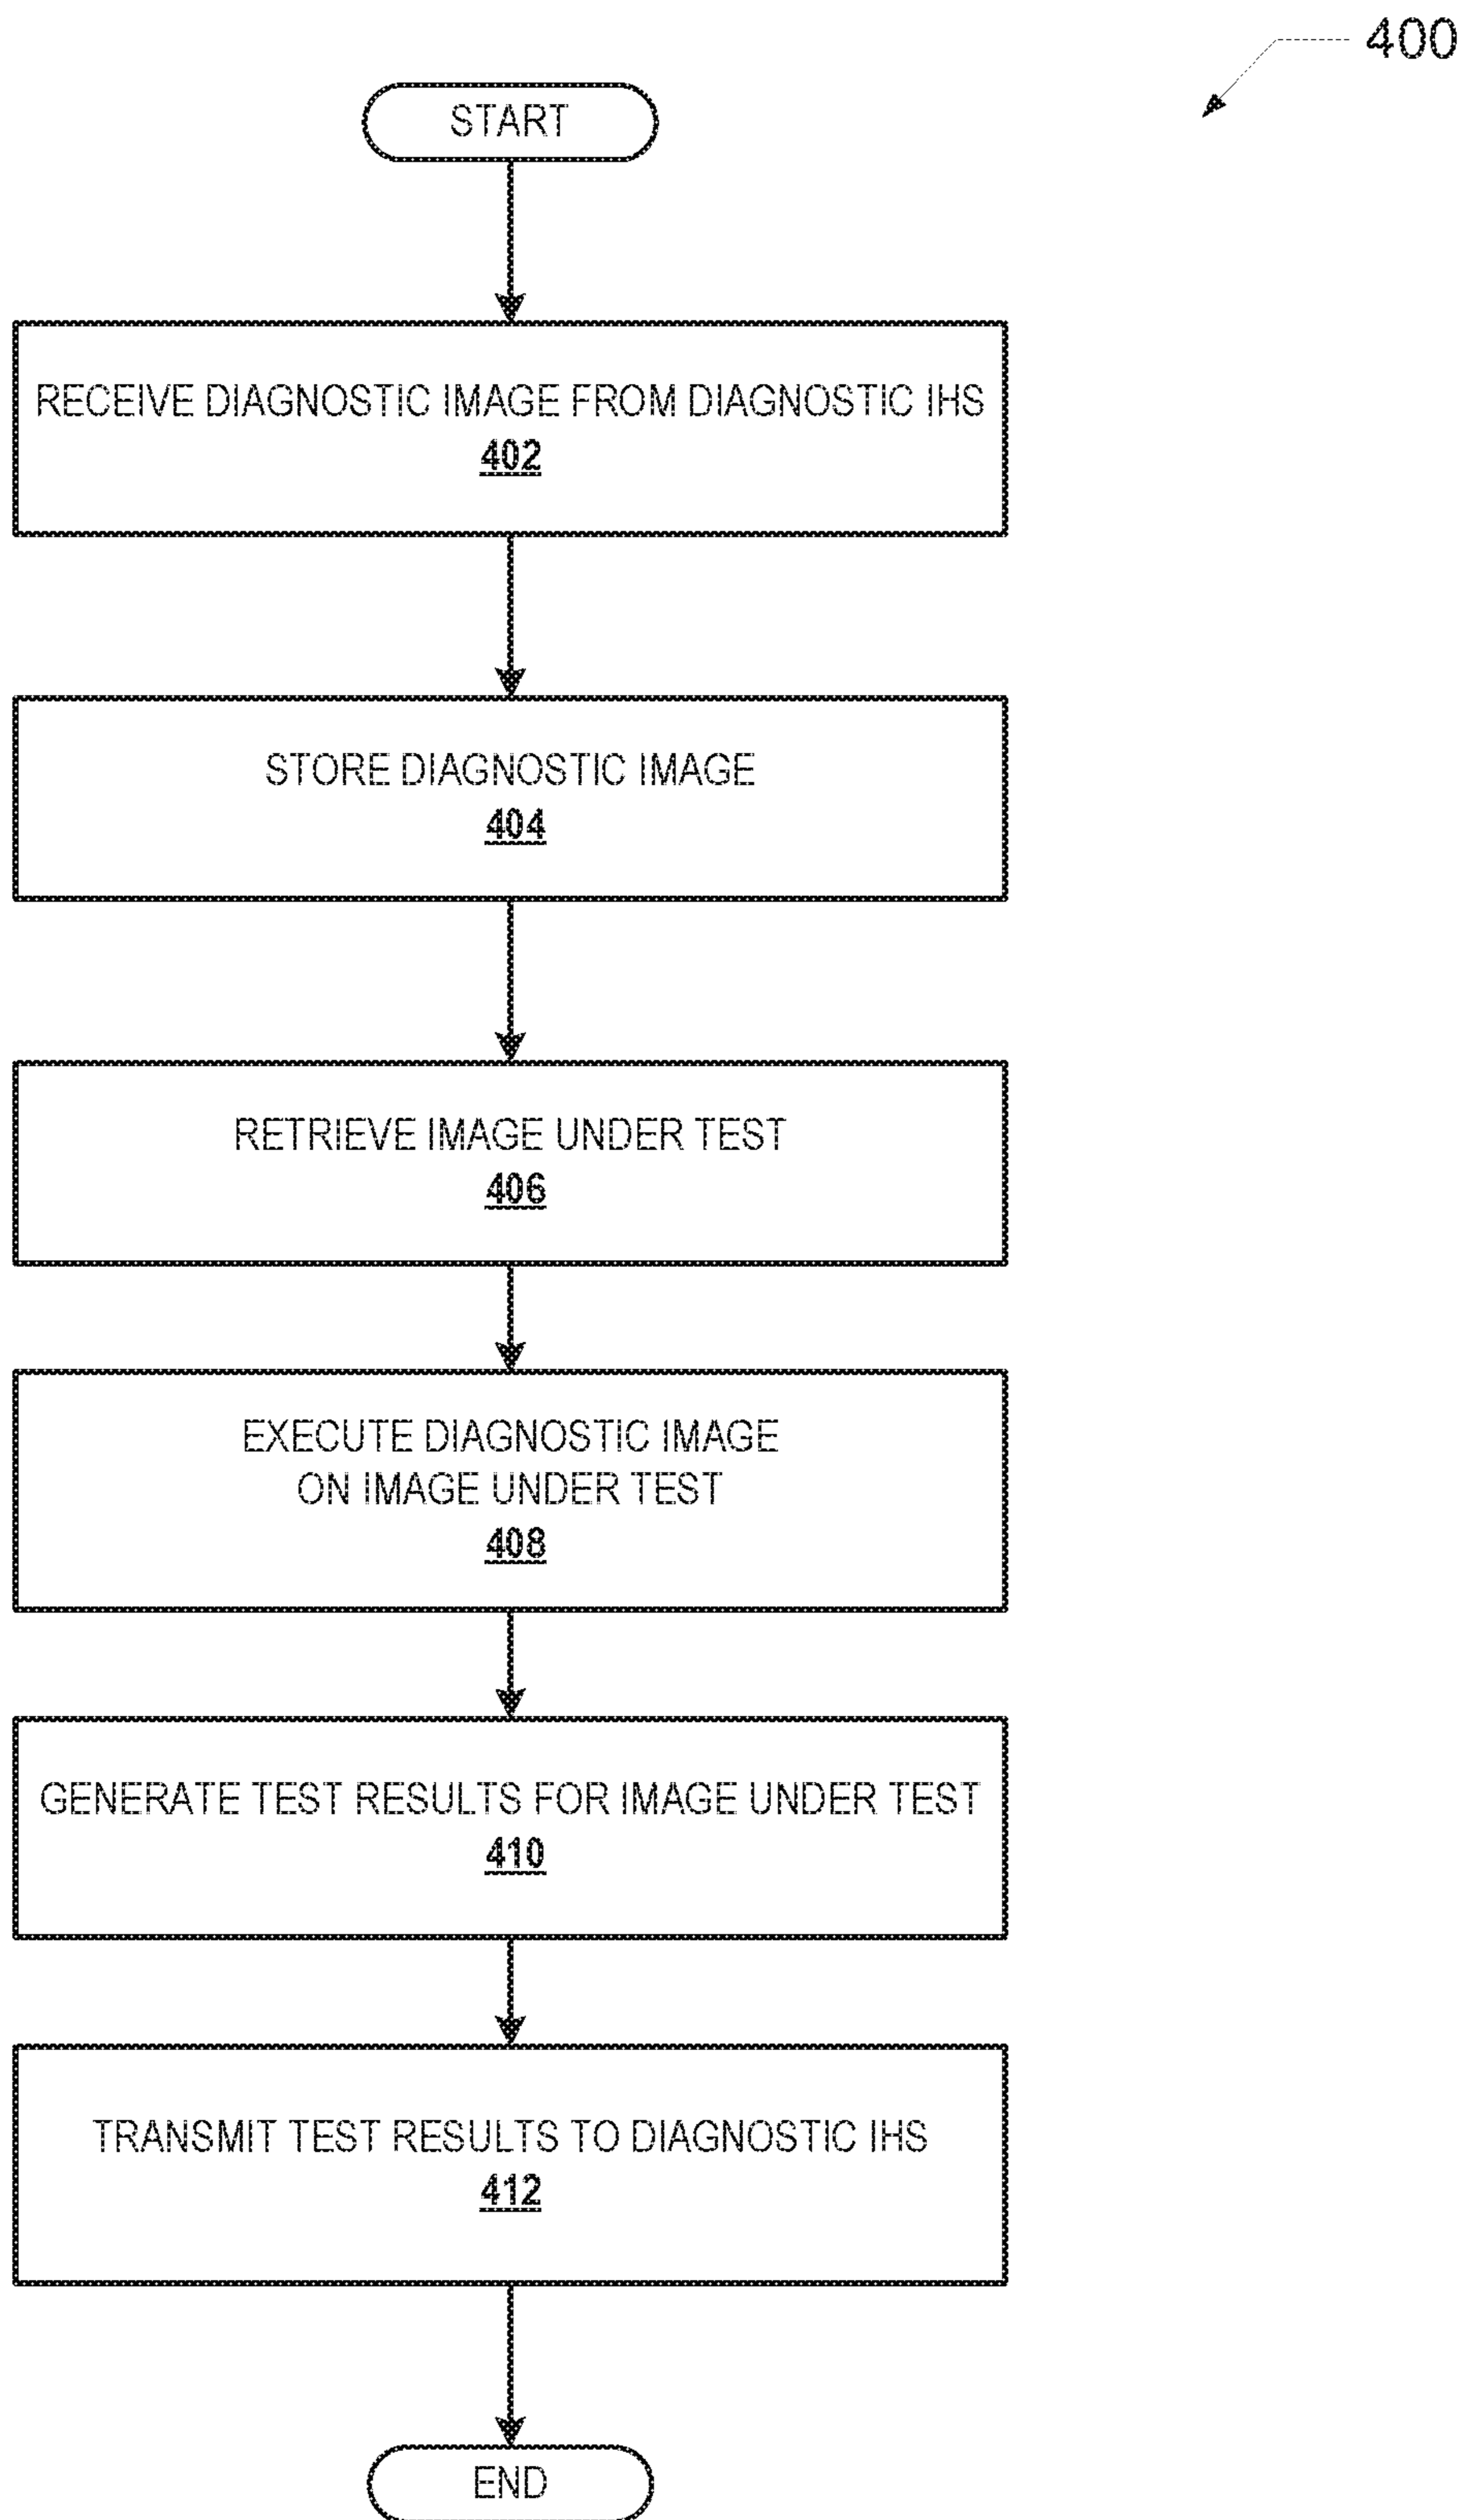 400
START
RECEIVE DIAGNOSTIC IMAGE FROM DIAGNOSTIC IHS
402
STORE DIAGNOSTIC IMAGE
404
RETRIEVE IMAGE UNDER TEST
406
EXECUTE DIAGNOSTIC IMAGE
ON IMAGE UNDER TEST
408
GENERATE TEST RESULTS FOR IMAGE UNDER TEST
410
TRANSMIT TEST RESULTS TO DIAGNOSTIC IHS
412
END